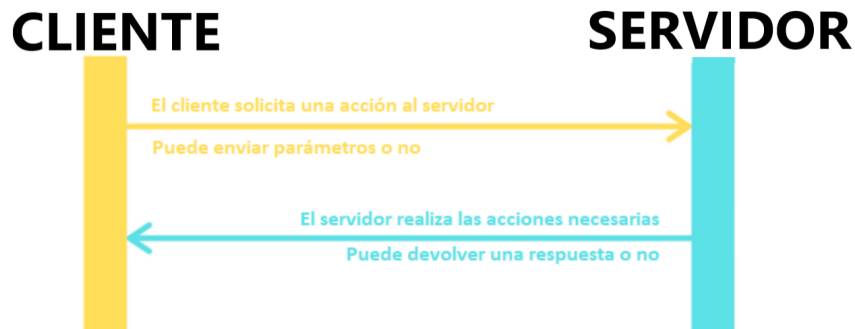 CLIENTE
SERVIDOR
El cliente solicita una acción al servidor
Puede enviar parámetros o no
El servidor realiza las acciones necesarias
Puede devolver una respuesta o no